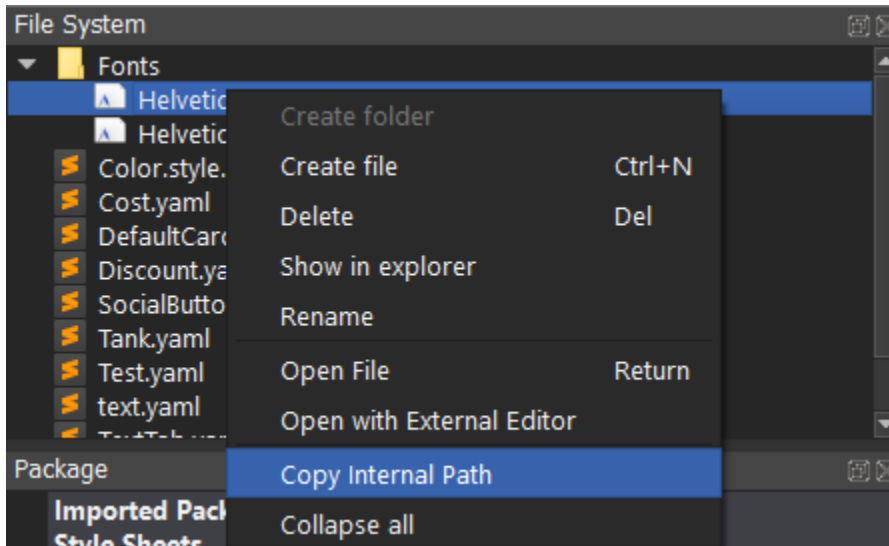 File System
Fonts
Helvetic
Helvetic
Color.style.
Cost.yaml
DefaultCar
Discount.ya
SocialButto
Tank.yaml
Test.yaml
text.yaml
Create folder
Create file Ctrl+N
Delete Del
Show in explorer
Rename
Open File Return
Open with External Editor
Copy Internal Path
Collapse all
Package
Imported Pack
Style Sheets